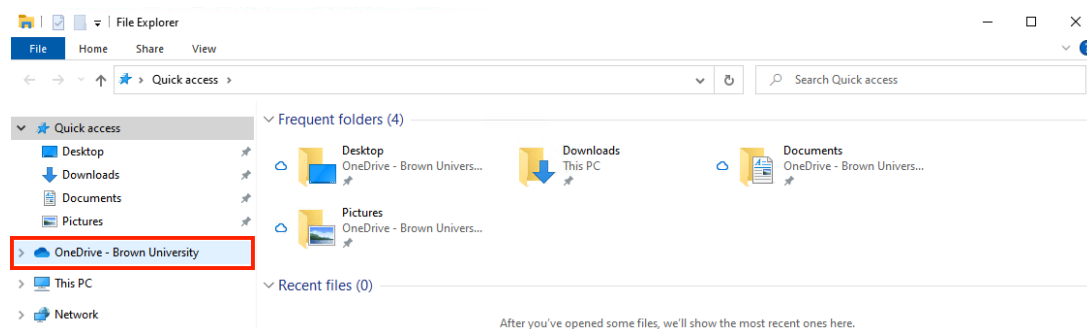 File Explorer
File Home Share View
Quick access
Search Quick access
Quick access
Desktop
Downloads
Documents
Pictures
OneDrive - Brown University
This PC
Network
Frequent folders (4)
Desktop
OneDrive - Brown Univers...
Downloads
This PC
Documents
OneDrive - Brown Univers...
Pictures
OneDrive - Brown Univers...
Recent files (0)
After you've opened some files, we'll show the most recent ones here.